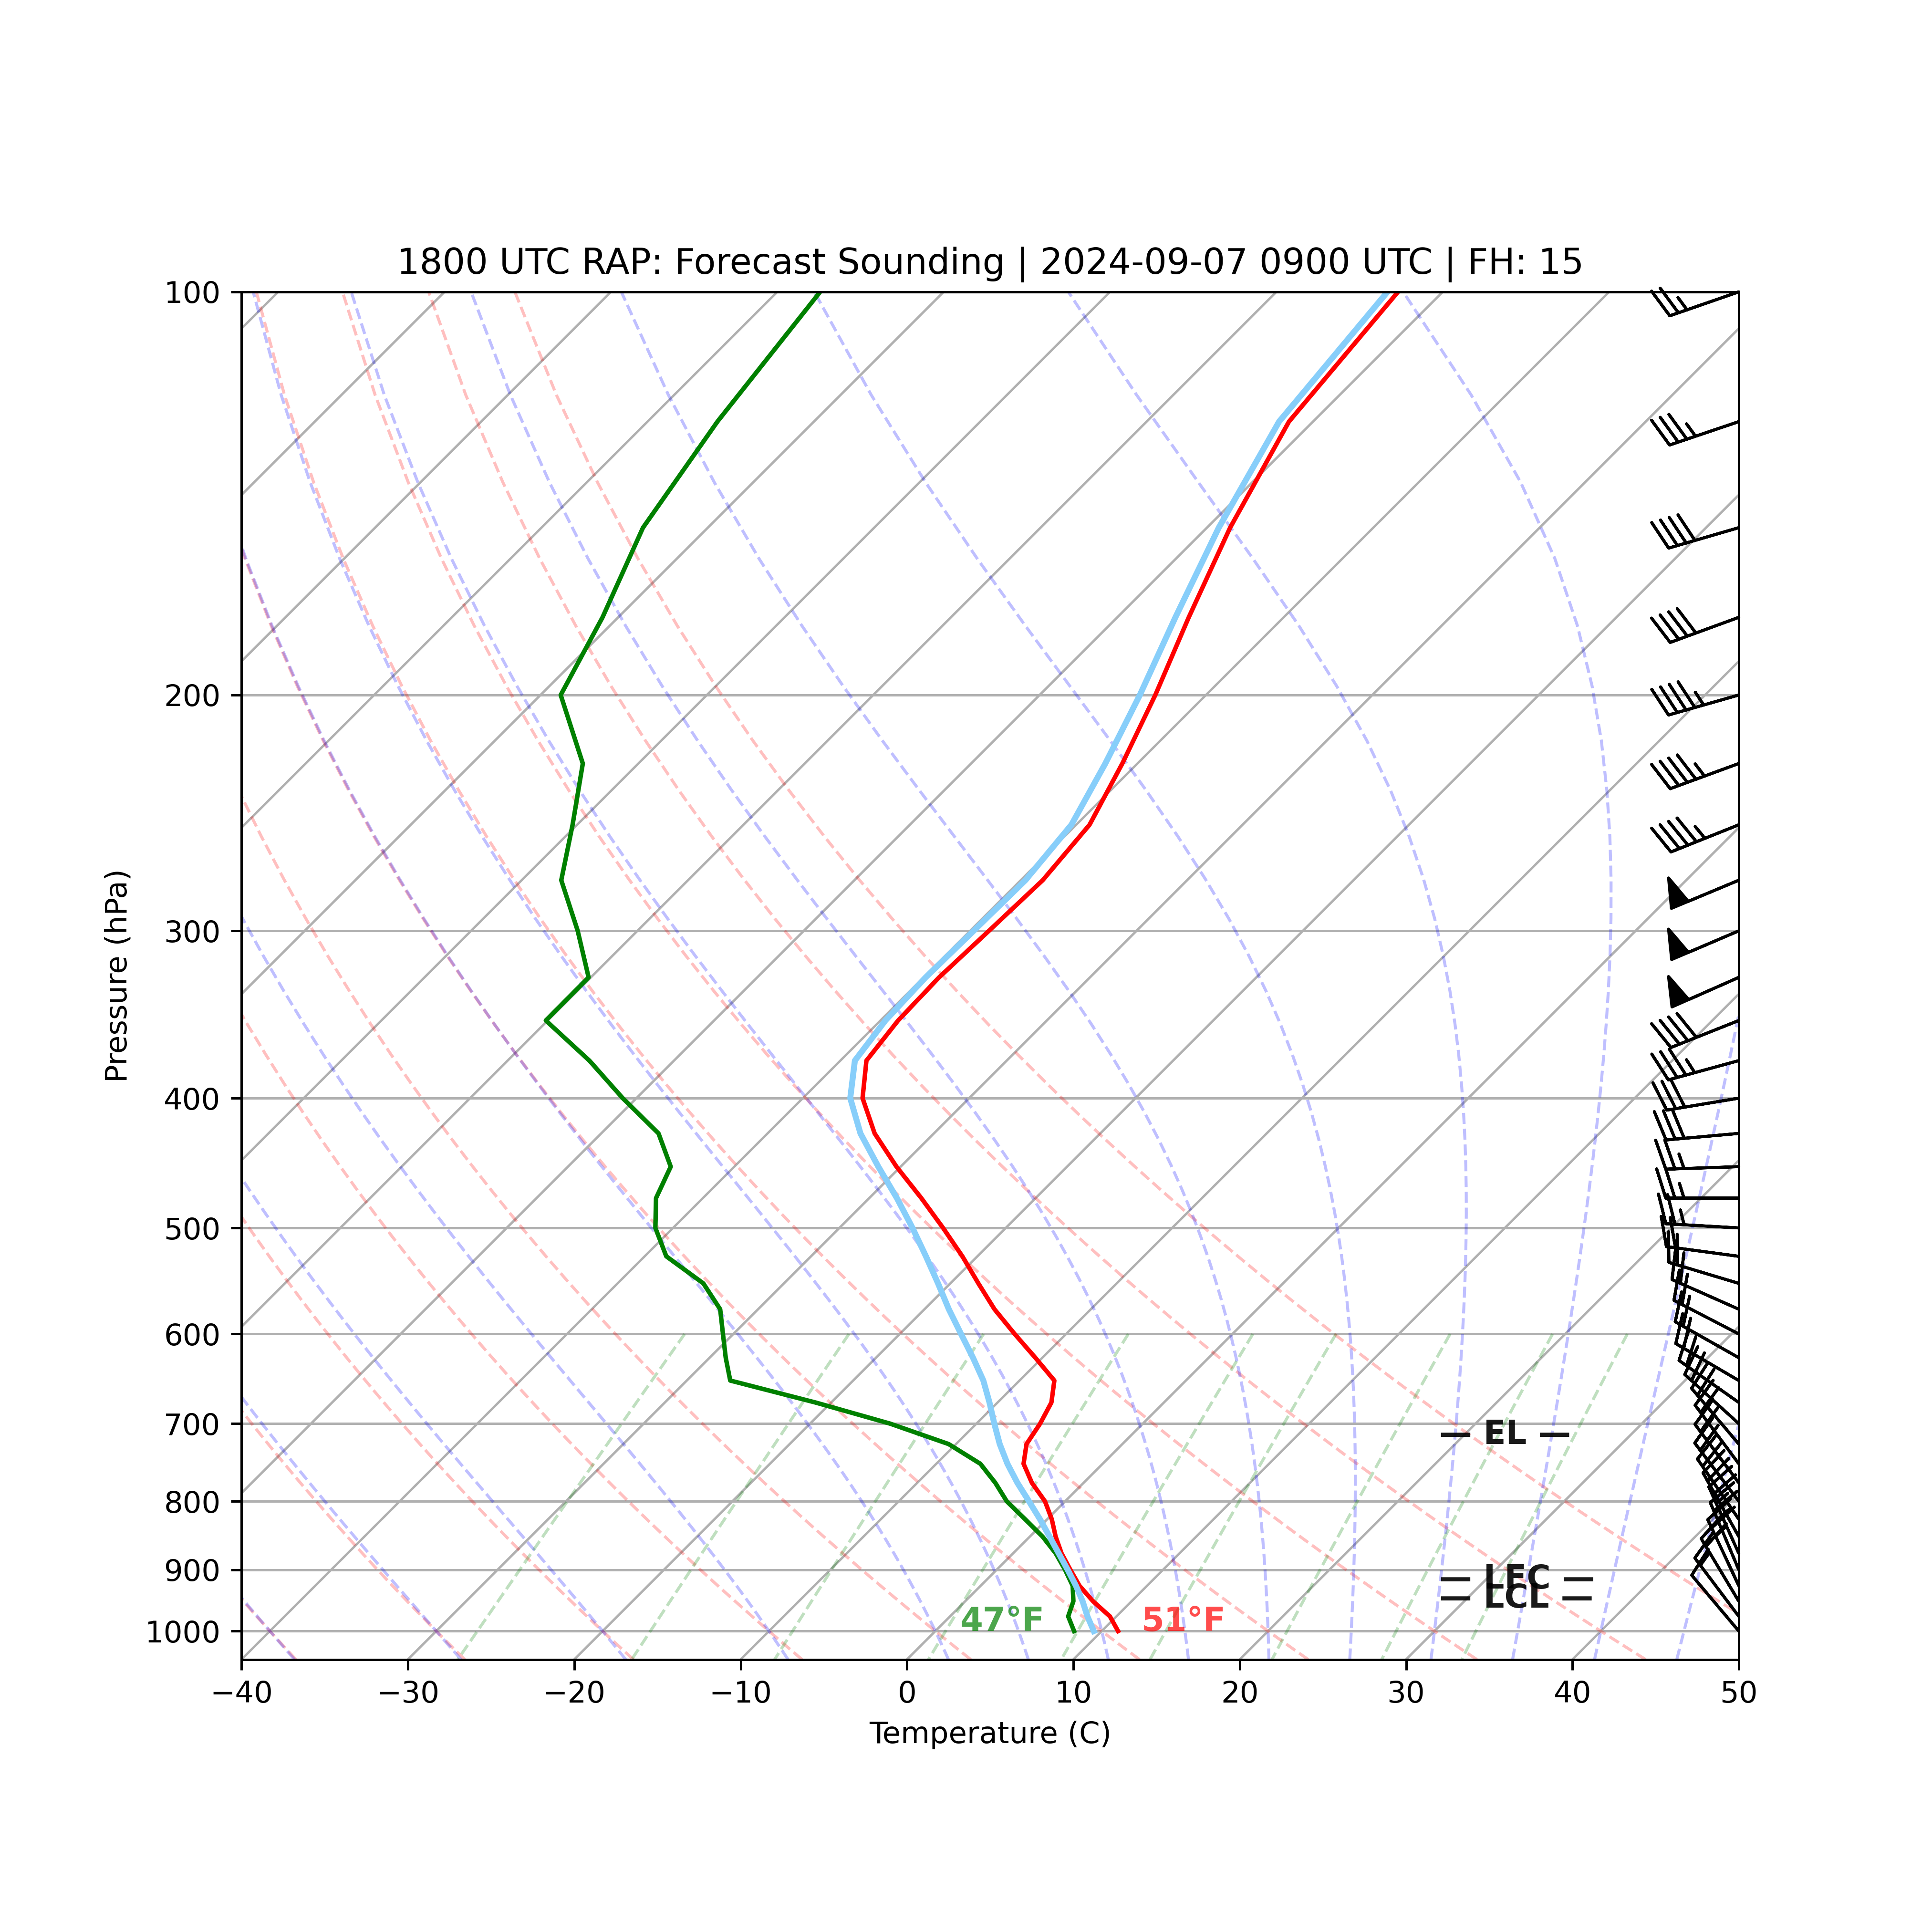 1800 UTC RAP: Forecast Sounding | 2024-09-07 0900 UTC | FH: 15
100
200
300
400
500
600
700
800
900
1000
Pressure (hPa)
— EL —
— LFC —
— LCL —
47°F
51°F
−40 −30 −20 −10 0 10 20 30 40 50
Temperature (C)